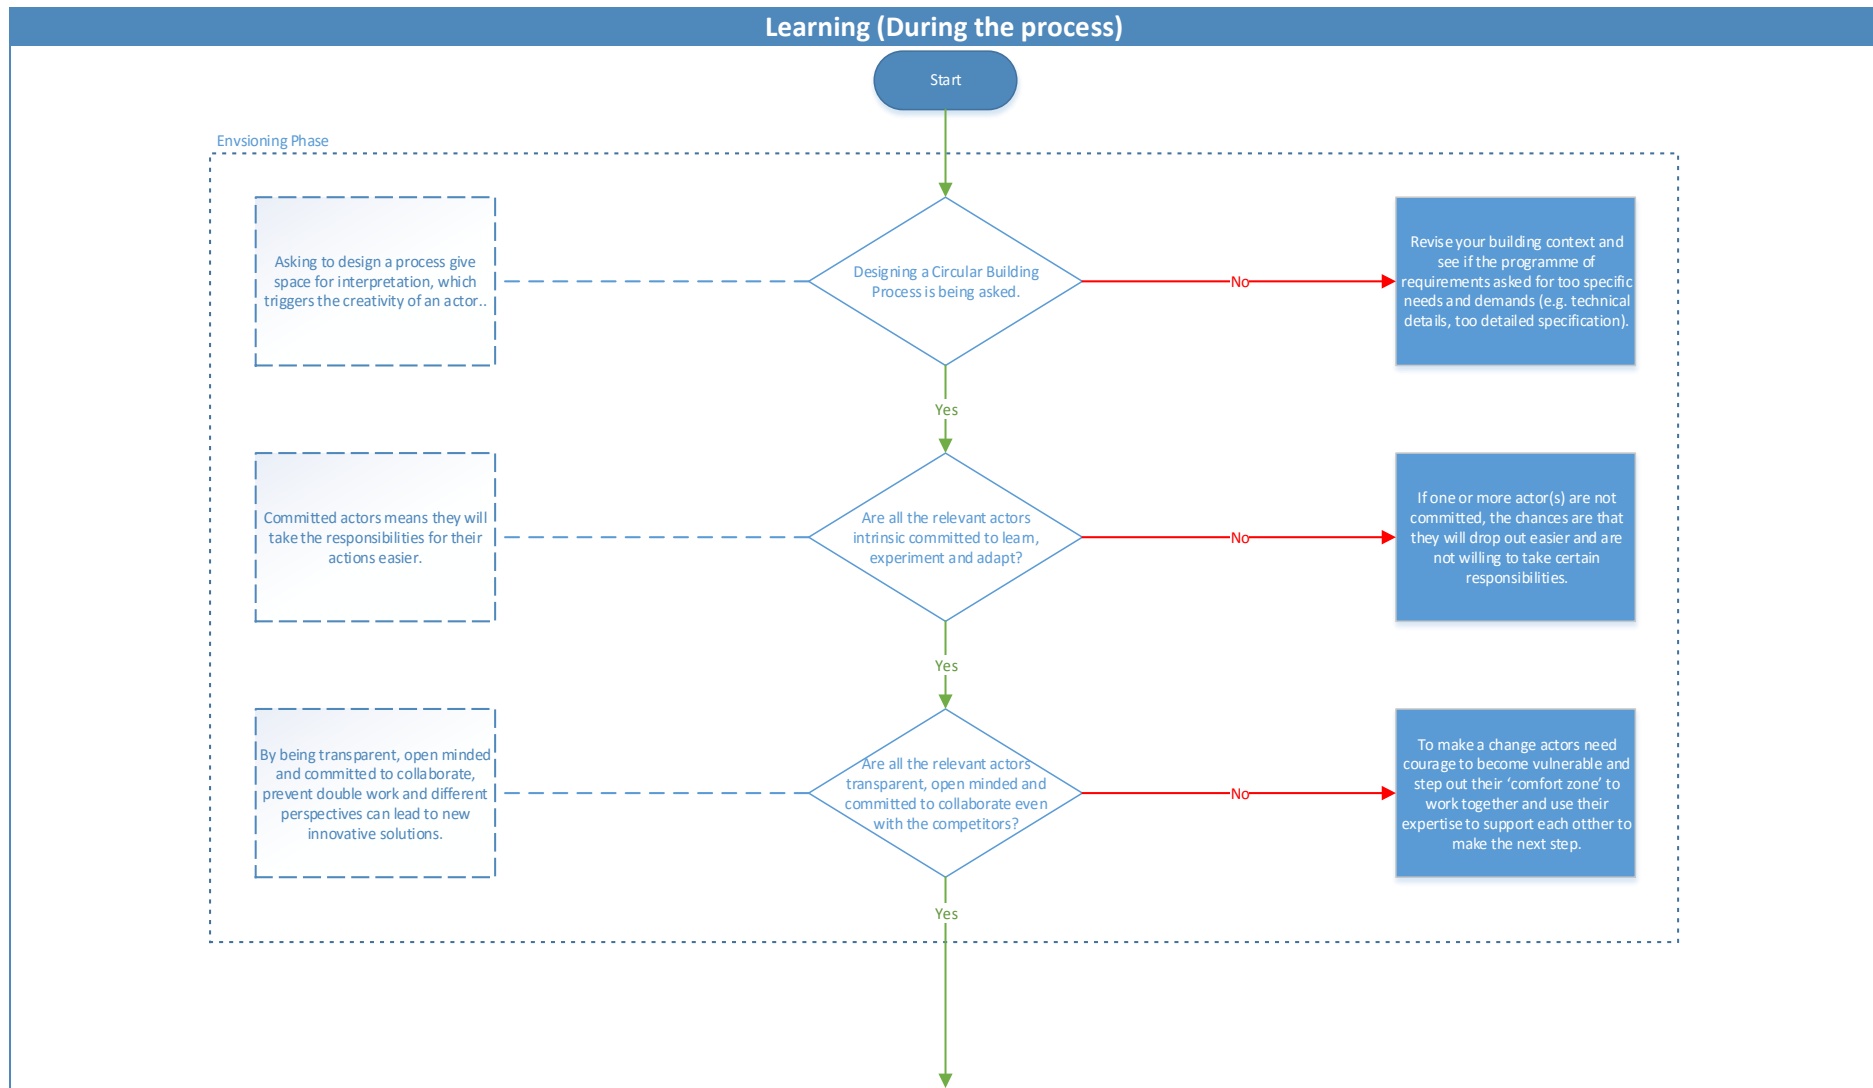 Learning (During the process)
Start
Envsioning Phase
Asking to design a process give
space for interpretation, which
triggers the creativity of an actor..
Designing a Circular Building
Process is being asked.
No
Revise your building context and
see if the programme of
requirements asked for too specific
needs and demands (e.g. technical
details, too detailed specification).
Yes
Committed actors means they will
take the responsibilities for their
actions easier.
Are all the relevant actors
intrinsic committed to learn,
experiment and adapt?
No
If one or more actor(s) are not
committed, the chances are that
they will drop out easier and are
not willing to take certain
responsibilities.
Yes
By being transparent, open minded
and committed to collaborate,
prevent double work and different
perspectives can lead to new
innovative solutions.
Are all the relevant actors
transparent, open minded and
committed to collaborate even
with the competitors?
No
To make a change actors need
courage to become vulnerable and
step out their ‘comfort zone’ to
work together and use their
expertise to support each otther to
make the next step.
Yes